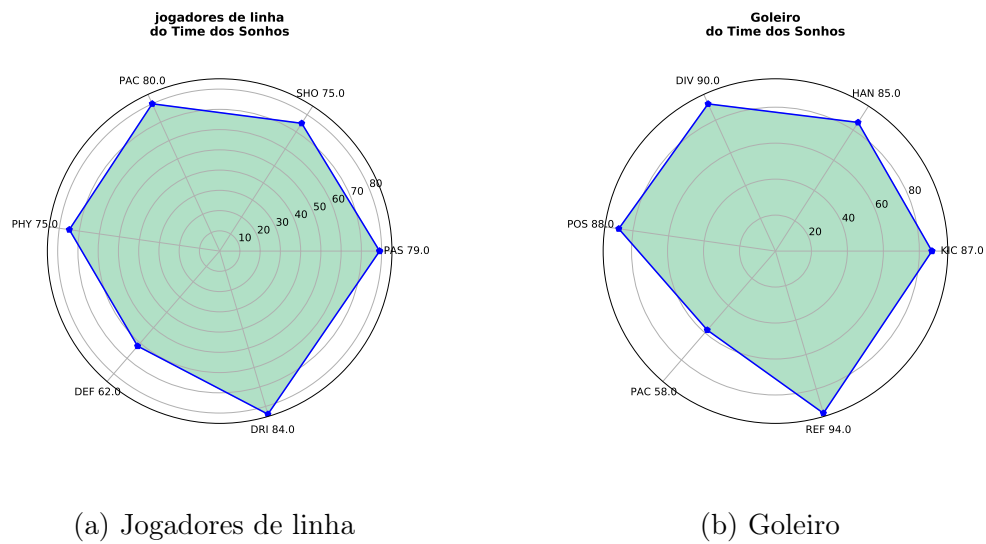 jogadores de linha
do Time dos Sonhos
PAC 80.0
SHO 75.0
PHY 75.0
PAS 79.0
DEF 62.0
DRI 84.0
10
20
30
40
50
60
70
80
(a) Jogadores de linha
Goleiro
do Time dos Sonhos
DIV 90.0
HAN 85.0
POS 88.0
KIC 87.0
PAC 58.0
REF 94.0
20
40
60
80
(b) Goleiro